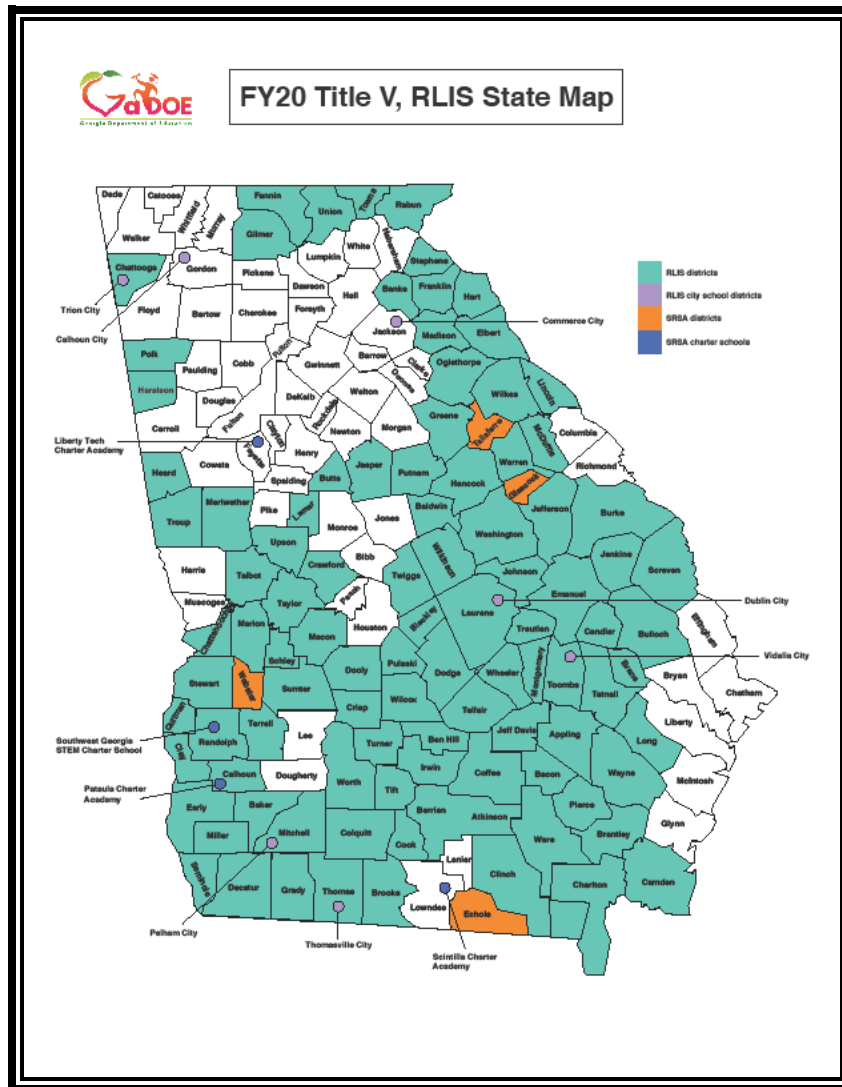 GaDOE
Georgia Department of Education
FY20 Title V, RLIS State Map
Dade
Catoosa
Whitfield
Murray
Fannin
Union
Towns
Rabun
Walker
Gilmer
White
Habersham
Lumpkin
Stephens
Chattooga
Gordon
Pickens
Dawson
Banks
Franklin
Hart
RLIS districts
RLIS city school districts
SRSA districts
SRSA charter schools
Trion City
Floyd
Bartow
Cherokee
Forsyth
Hall
Jackson
Commerce City
Madison
Elbert
Calhoun City
Polk
Paulding
Cobb
Fulton
Gwinnett
Barrow
Clarke
Oconee
Oglethorpe
Haralson
Douglas
DeKalb
Walton
Wilkes
Lincoln
Carroll
Fulton
Clayton
Rockdale
Newton
Morgan
Greene
Taliaferro
McDuffie
Columbia
Liberty Tech
Charter Academy
Fayette
Henry
Richmond
Heard
Coweta
Spalding
Butts
Jasper
Putnam
Hancock
Warren
Glascock
Troup
Meriwether
Pike
Lamar
Monroe
Jones
Baldwin
Jefferson
Burke
Upson
Washington
Harris
Talbot
Crawford
Bibb
Twiggs
Wilkinson
Johnson
Jenkins
Screven
Muscogee
Chattahoochee
Marion
Taylor
Peach
Houston
Bleckley
Laurens
Emanuel
Dublin City
Macon
Treutlen
Candler
Bulloch
Effingham
Schley
Dooly
Pulaski
Dodge
Wheeler
Montgomery
Toombs
Evans
Vidalia City
Stewart
Webster
Sumter
Wilcox
Telfair
Tattnall
Bryan
Chatham
Quitman
Crisp
Liberty
Southwest Georgia
STEM Charter School
Randolph
Terrell
Lee
Turner
Ben Hill
Jeff Davis
Appling
Long
Clay
Calhoun
Dougherty
Irwin
Coffee
Bacon
Wayne
McIntosh
Pataula Charter
Academy
Worth
Tift
Early
Baker
Berrien
Atkinson
Pierce
Glynn
Miller
Mitchell
Colquitt
Cook
Ware
Brantley
Lanier
Clinch
Seminole
Decatur
Grady
Thomas
Brooks
Lowndes
Echols
Charlton
Camden
Pelham City
Thomasville City
Scintilla Charter
Academy